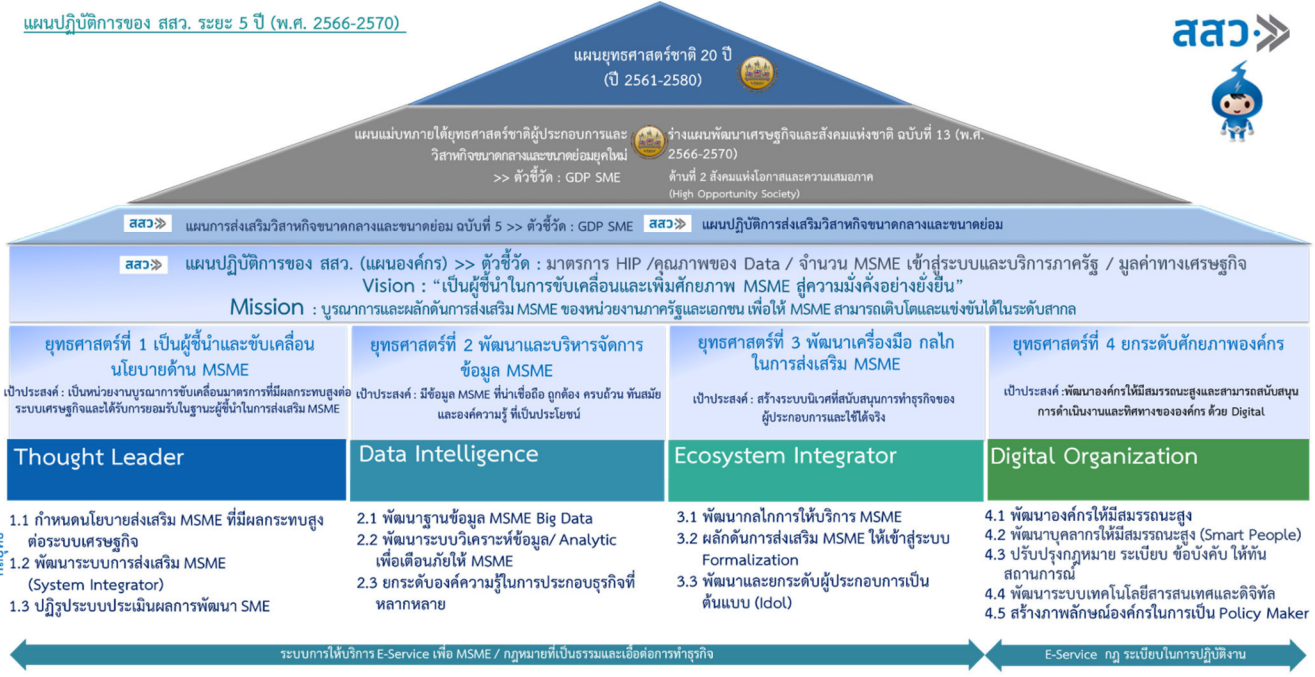 แผนปฏิบัติการของ สสว. ระยะ 5 ปี (พ.ศ. 2566-2570)
สสว
แผนยุทธศาสตร์ชาติ 20 ปี
(ปี 2561-2580)
แผนแม่บทภายใต้ยุทธศาสตร์ชาติผู้ประกอบการและ
วิสาหกิจขนาดกลางและขนาดย่อมยุคใหม่
>> ตัวชี้วัด : GDP SME
ร่างแผนพัฒนาเศรษฐกิจและสังคมแห่งชาติ ฉบับที่ 13 (พ.ศ.
2566-2570)
ด้านที่ 2 สังคมแห่งโอกาสและความเสมอภาค
(High Opportunity Society)
สสว แผนการส่งเสริมวิสาหกิจขนาดกลางและขนาดย่อม ฉบับที่ 5 >> ตัวชี้วัด : GDP SME สสว แผนปฏิบัติการส่งเสริมวิสาหกิจขนาดกลางและขนาดย่อม
สสว แผนปฏิบัติการของ สสว. (แผนองค์กร) >> ตัวชี้วัด : มาตรการ HIP /คุณภาพของ Data / จำนวน MSME เข้าสู่ระบบและบริการภาครัฐ / มูลค่าทางเศรษฐกิจ
Vision : “เป็นผู้ชี้นำในการขับเคลื่อนและเพิ่มศักยภาพ MSME สู่ความมั่งคั่งอย่างยั่งยืน”
Mission : บูรณาการและผลักดันการส่งเสริม MSME ของหน่วยงานภาครัฐและเอกชน เพื่อให้ MSME สามารถเติบโตและแข่งขันได้ในระดับสากล
ยุทธศาสตร์ที่ 1 เป็นผู้ชี้นำและขับเคลื่อน
นโยบายด้าน MSME
เป้าประสงค์ : เป็นหน่วยงานบูรณาการขับเคลื่อนมาตรการที่มีผลกระทบสูงต่อ
ระบบเศรษฐกิจและได้รับการยอมรับในฐานะผู้ชี้นำในการส่งเสริม MSME
Thought Leader
1.1 กำหนดนโยบายส่งเสริม MSME ที่มีผลกระทบสูง
ต่อระบบเศรษฐกิจ
1.2 พัฒนาระบบการส่งเสริม MSME
(System Integrator)
1.3 ปฏิรูประบบประเมินผลการพัฒนา SME
ยุทธศาสตร์ที่ 2 พัฒนาและบริหารจัดการ
ข้อมูล MSME
เป้าประสงค์ : มีข้อมูล MSME ที่น่าเชื่อถือ ถูกต้อง ครบถ้วน ทันสมัย
และองค์ความรู้ ที่เป็นประโยชน์
Data Intelligence
2.1 พัฒนาฐานข้อมูล MSME Big Data
2.2 พัฒนาระบบวิเคราะห์ข้อมูล/ Analytic
เพื่อเตือนภัยให้ MSME
2.3 ยกระดับองค์ความรู้ในการประกอบธุรกิจที่
หลากหลาย
ยุทธศาสตร์ที่ 3 พัฒนาเครื่องมือ กลไก
ในการส่งเสริม MSME
เป้าประสงค์ : สร้างระบบนิเวศที่สนับสนุนการทำธุรกิจของ
ผู้ประกอบการและใช้ได้จริง
Ecosystem Integrator
3.1 พัฒนากลไกการให้บริการ MSME
3.2 ผลักดันการส่งเสริม MSME ให้เข้าสู่ระบบ
Formalization
3.3 พัฒนาและยกระดับผู้ประกอบการเป็น
ต้นแบบ (Idol)
ยุทธศาสตร์ที่ 4 ยกระดับศักยภาพองค์กร
เป้าประสงค์ :พัฒนาองค์กรให้มีสมรรถนะสูงและสามารถสนับสนุน
การดำเนินงานและทิศทางขององค์กร ด้วย Digital
Digital Organization
4.1 พัฒนาองค์กรให้มีสมรรถนะสูง
4.2 พัฒนาบุคลากรให้มีสมรรถนะสูง (Smart People)
4.3 ปรับปรุงกฎหมาย ระเบียบ ข้อบังคับ ให้ทัน
สถานการณ์
4.4 พัฒนาระบบเทคโนโลยีสารสนเทศและดิจิทัล
4.5 สร้างภาพลักษณ์องค์กรในการเป็น Policy Maker
ระบบการให้บริการ E-Service เพื่อ MSME / กฎหมายที่เป็นธรรมและเอื้อต่อการทำธุรกิจ
E-Service กฎ ระเบียบในการปฏิบัติงาน